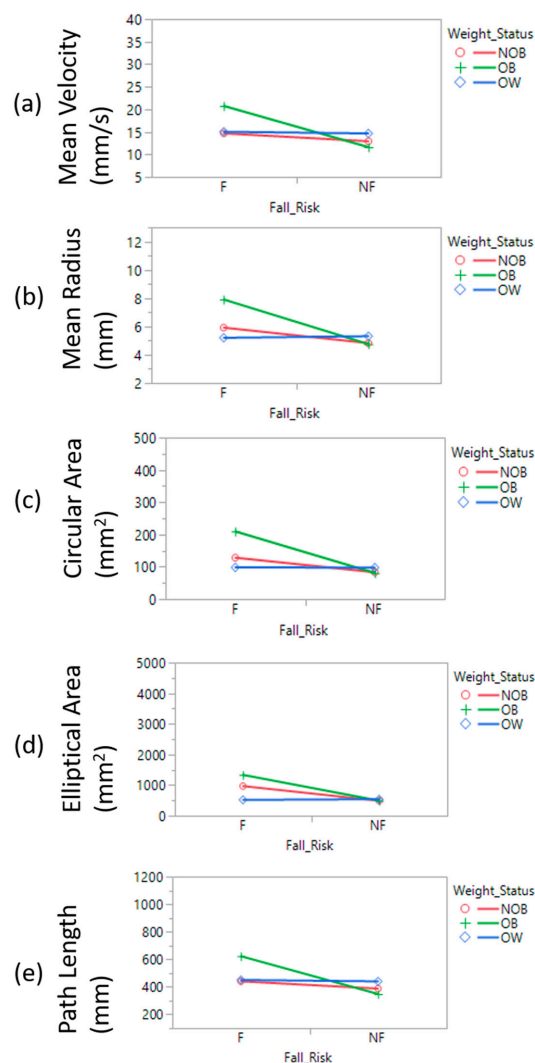 (a)
Mean Velocity
(mm/s)
40
35
30
25
20
15
10
5
F
NF
Fall_Risk
Weight_Status
NOB
OB
OW
(b)
Mean Radius
(mm)
12
10
8
6
4
2
F
NF
Fall_Risk
Weight_Status
NOB
OB
OW
(c)
Circular Area
(mm²)
500
400
300
200
100
0
F
NF
Fall_Risk
Weight_Status
NOB
OB
OW
(d)
Elliptical Area
(mm²)
5000
4000
3000
2000
1000
0
F
NF
Fall_Risk
Weight_Status
NOB
OB
OW
(e)
Path Length
(mm)
1200
1000
800
600
400
200
F
NF
Fall_Risk
Weight_Status
NOB
OB
OW